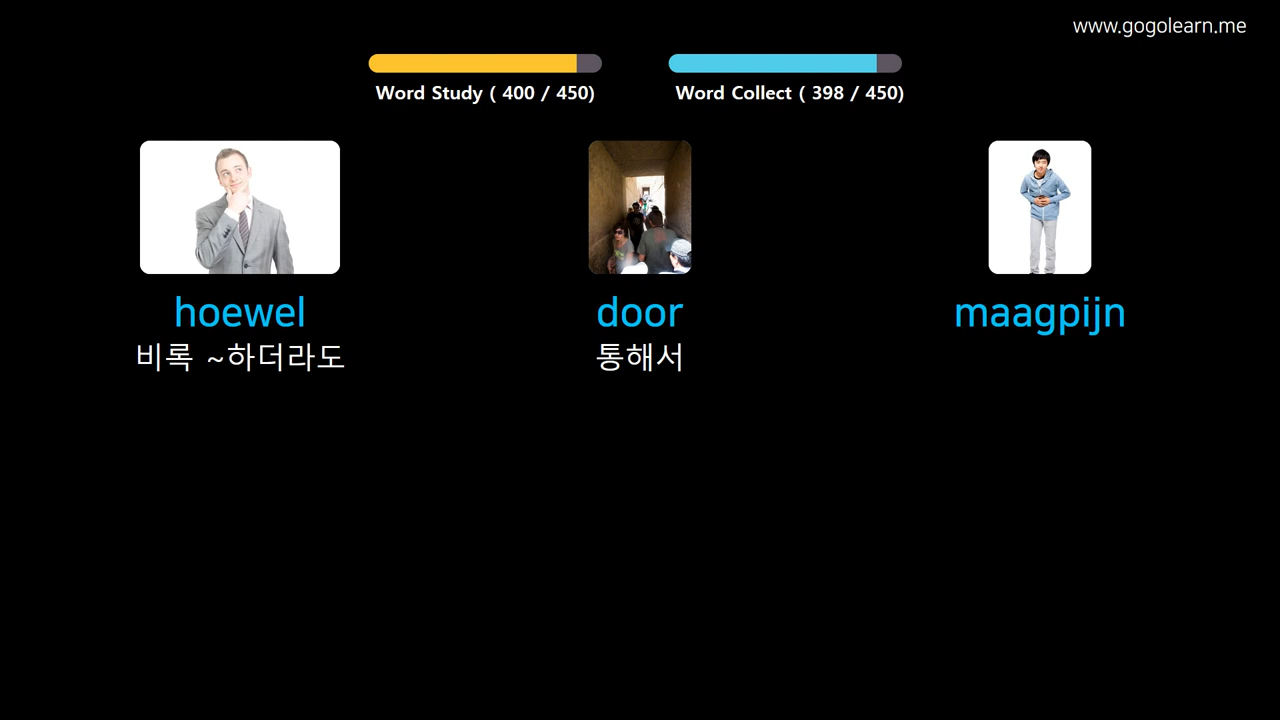 www.gogolearn.me
Word Study ( 400 / 450)
Word Collect ( 398 / 450)
hoewel
비록 ~하더라도
door
통해서
maagpijn